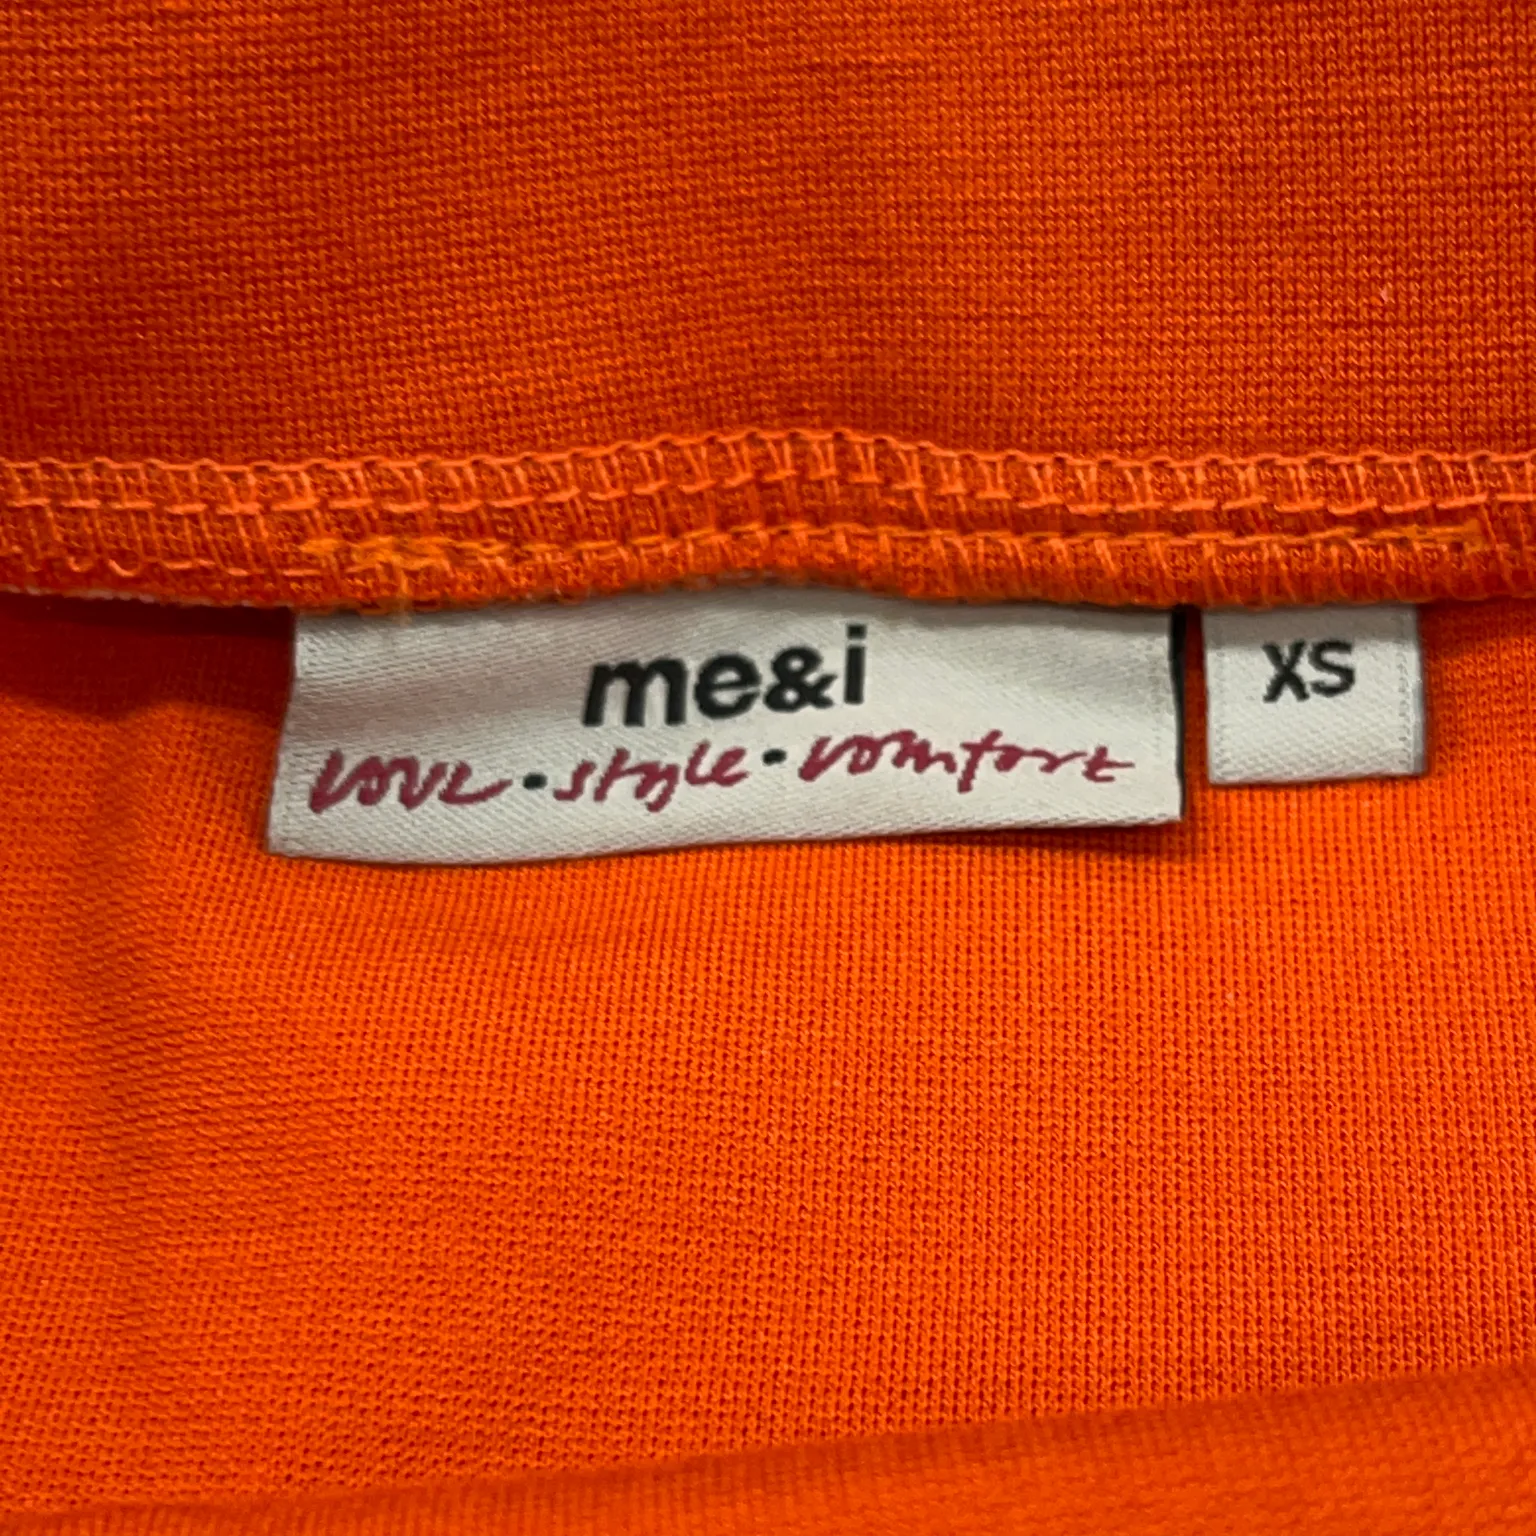 me&i
love • style • comfort
XS